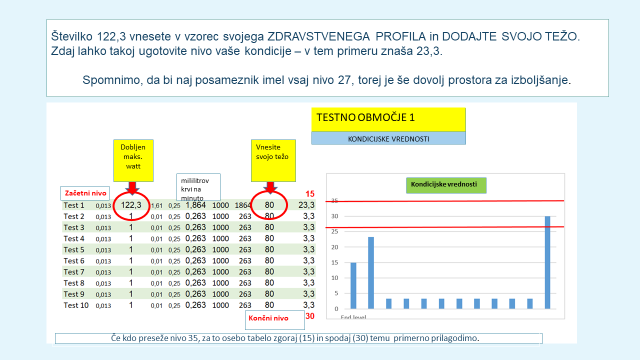 Številko 122,3 vnesete v vzorec svojega ZDRAVSTVENEGA PROFILA in DODAJTE SVOJO TEŽO.
Zdaj lahko takoj ugotovite nivo vaše kondicije – v tem primeru znaša 23,3.
Spomnimo, da bi naj posameznik imel vsaj nivo 27, torej je še dovolj prostora za izboljšanje.
TESTNO OBMOČJE 1
KONDICIJSKE VREDNOSTI
Dobljen
maks.
watt
Vnesite
svojo težo
mililitrov
krvi na
minuto
Začetni nivo
15
Test 1 0,013 122,3 1,61 0,25 1,864 1000 1864 80 23,3
Test 2 0,013 1 0,01 0,25 0,263 1000 263 80 3,3
Test 3 0,013 1 0,01 0,25 0,263 1000 263 80 3,3
Test 4 0,013 1 0,01 0,25 0,263 1000 263 80 3,3
Test 5 0,013 1 0,01 0,25 0,263 1000 263 80 3,3
Test 6 0,013 1 0,01 0,25 0,263 1000 263 80 3,3
Test 7 0,013 1 0,01 0,25 0,263 1000 263 80 3,3
Test 8 0,013 1 0,01 0,25 0,263 1000 263 80 3,3
Test 9 0,013 1 0,01 0,25 0,263 1000 263 80 3,3
Test 10 0,013 1 0,01 0,25 0,263 1000 263 80 3,3
Končni nivo
30
Kondicijske vrednosti
35
30
25
20
15
10
5
0
End level
Če kdo preseže nivo 35, za to osebo tabelo zgoraj (15) in spodaj (30) temu primerno prilagodimo.